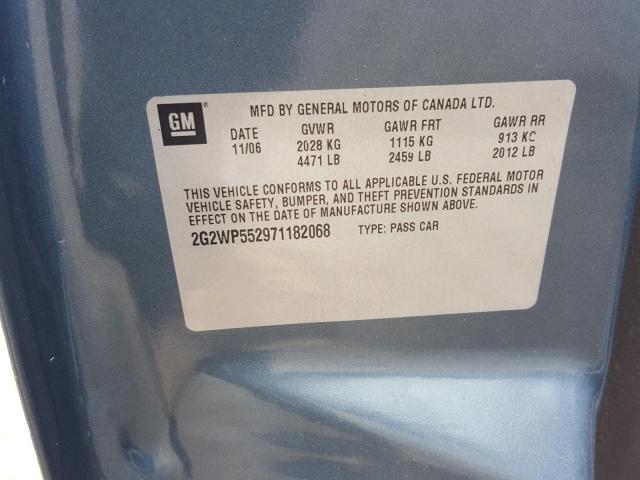 GM
MFD BY GENERAL MOTORS OF CANADA LTD.
DATE GVWR GAWR FRT GAWR RR
11/06 2028 KG 1115 KG 913 KG
4471 LB 2459 LB 2012 LB
THIS VEHICLE CONFORMS TO ALL APPLICABLE U.S. FEDERAL MOTOR
VEHICLE SAFETY, BUMPER, AND THEFT PREVENTION STANDARDS IN
EFFECT ON THE DATE OF MANUFACTURE SHOWN ABOVE.
2G2WP552971182068 TYPE: PASS CAR